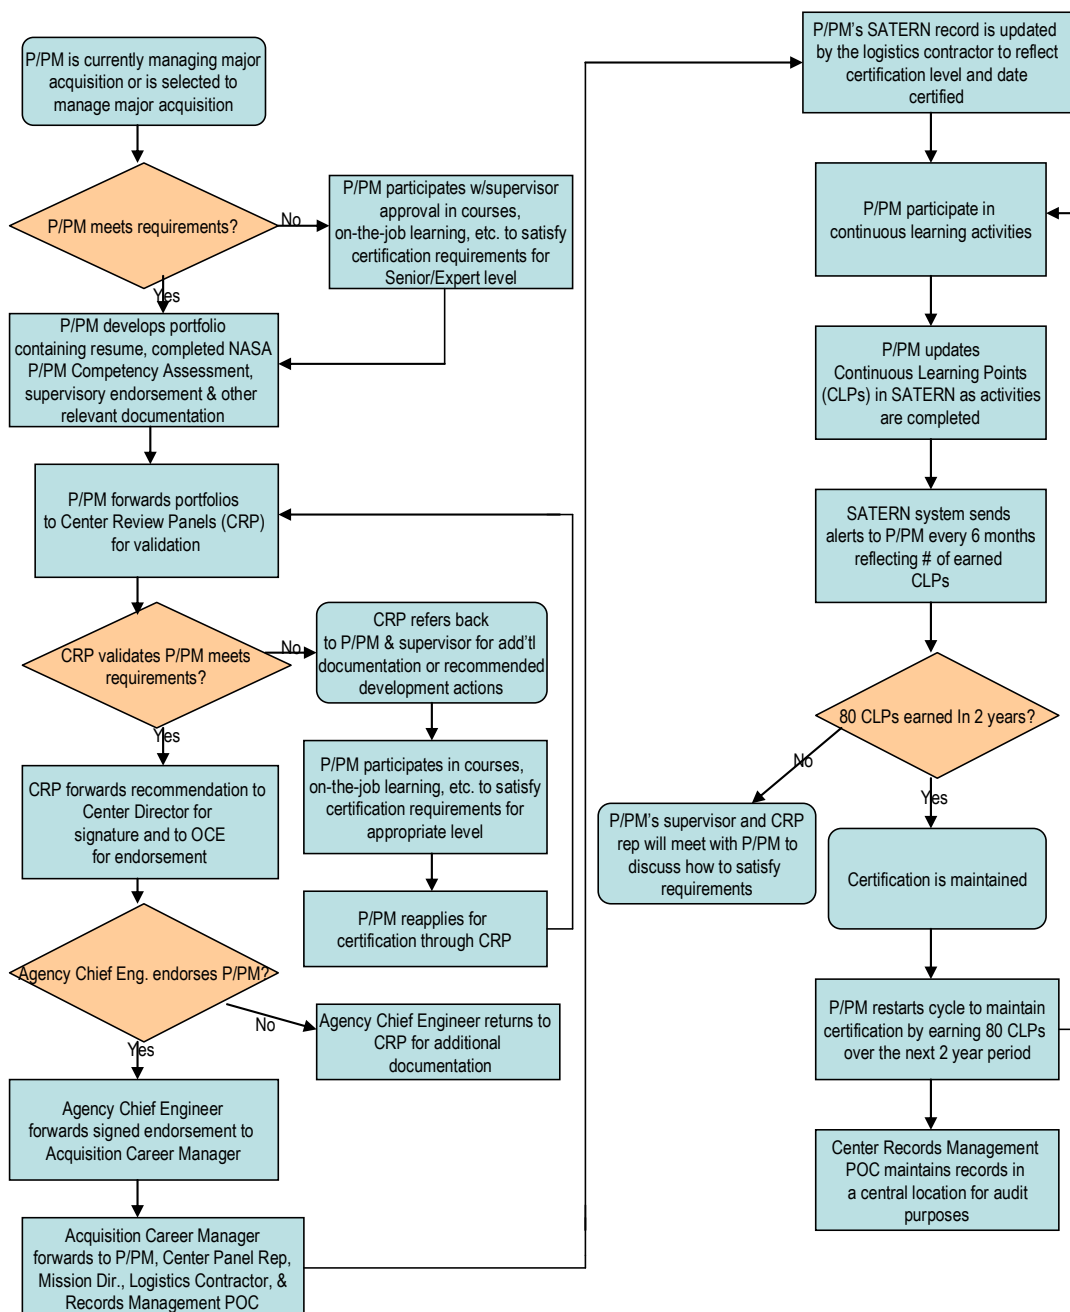 P/PM is currently managing major
acquisition or is selected to
manage major acquisition
P/PM meets requirements?
No
P/PM participates w/supervisor
approval in courses,
on-the-job learning, etc. to satisfy
certification requirements for
Senior/Expert level
Yes
P/PM develops portfolio
containing resume, completed NASA
P/PM Competency Assessment,
supervisory endorsement & other
relevant documentation
P/PM forwards portfolios
to Center Review Panels (CRP)
for validation
CRP validates P/PM meets
requirements?
No
CRP refers back
to P/PM & supervisor for add'tl
documentation or recommended
development actions
Yes
P/PM participates in courses,
on-the-job learning, etc. to satisfy
certification requirements for
appropriate level
CRP forwards recommendation to
Center Director for
signature and to OCE
for endorsement
P/PM reapplies for
certification through CRP
Agency Chief Eng. endorses P/PM?
No
Agency Chief Engineer returns to
CRP for additional
documentation
Yes
Agency Chief Engineer
forwards signed endorsement to
Acquisition Career Manager
Acquisition Career Manager
forwards to P/PM, Center Panel Rep,
Mission Dir., Logistics Contractor, &
Records Management POC
P/PM's SATERN record is updated
by the logistics contractor to reflect
certification level and date
certified
P/PM participate in
continuous learning activities
P/PM updates
Continuous Learning Points
(CLPs) in SATERN as activities
are completed
SATERN system sends
alerts to P/PM every 6 months
reflecting # of earned
CLPs
80 CLPs earned In 2 years?
No
P/PM's supervisor and CRP
rep will meet with P/PM to
discuss how to satisfy
requirements
Yes
Certification is maintained
P/PM restarts cycle to maintain
certification by earning 80 CLPs
over the next 2 year period
Center Records Management
POC maintains records in
a central location for audit
purposes